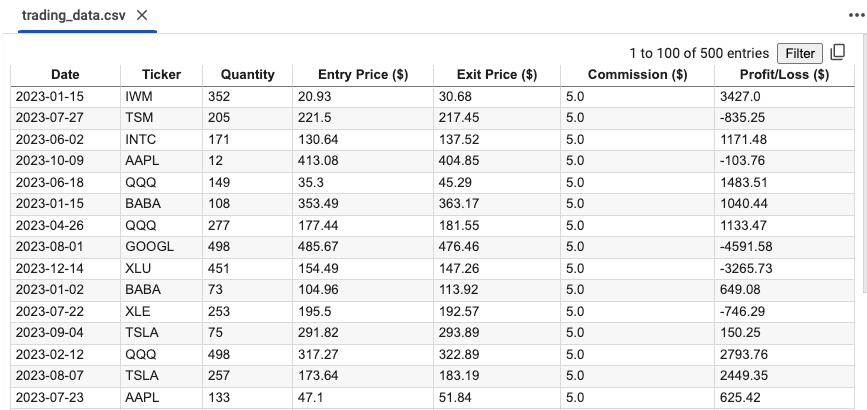 trading_data.csv ×
1 to 100 of 500 entries Filter
Date Ticker Quantity Entry Price ($) Exit Price ($) Commission ($) Profit/Loss ($)
2023-01-15 IWM 352 20.93 30.68 5.0 3427.0
2023-07-27 TSM 205 221.5 217.45 5.0 -835.25
2023-06-02 INTC 171 130.64 137.52 5.0 1171.48
2023-10-09 AAPL 12 413.08 404.85 5.0 -103.76
2023-06-18 QQQ 149 35.3 45.29 5.0 1483.51
2023-01-15 BABA 108 353.49 363.17 5.0 1040.44
2023-04-26 QQQ 277 177.44 181.55 5.0 1133.47
2023-08-01 GOOGL 498 485.67 476.46 5.0 -4591.58
2023-12-14 XLU 451 154.49 147.26 5.0 -3265.73
2023-01-02 BABA 73 104.96 113.92 5.0 649.08
2023-07-22 XLE 253 195.5 192.57 5.0 -746.29
2023-09-04 TSLA 75 291.82 293.89 5.0 150.25
2023-02-12 QQQ 498 317.27 322.89 5.0 2793.76
2023-08-07 TSLA 257 173.64 183.19 5.0 2449.35
2023-07-23 AAPL 133 47.1 51.84 5.0 625.42